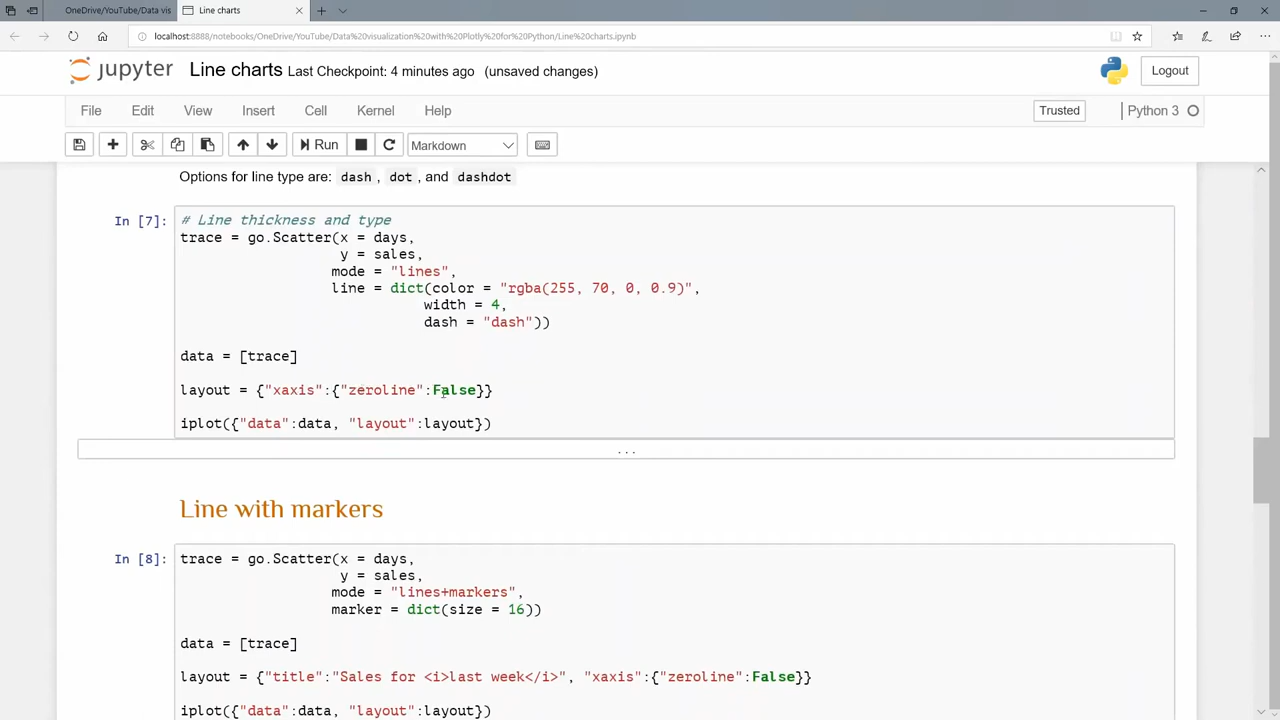 OneDrive/YouTube/Data vis
Line charts
localhost:8888/notebooks/OneDrive/YouTube/Data%20visualization%20with%20Plotly%20for%20Python/Line%20charts.ipynb
jupyter Line charts Last Checkpoint: 4 minutes ago (unsaved changes)
Logout
File Edit View Insert Cell Kernel Help
Trusted
Python 3
Run
Markdown
Options for line type are: dash , dot , and dashdot
In [7]:
# Line thickness and type
trace = go.Scatter(x = days,
y = sales,
mode = "lines",
line = dict(color = "rgba(255, 70, 0, 0.9)",
width = 4,
dash = "dash"))
data = [trace]
layout = {"xaxis":{"zeroline":False}}
iplot({"data":data, "layout":layout})
...
Line with markers
In [8]:
trace = go.Scatter(x = days,
y = sales,
mode = "lines+markers",
marker = dict(size = 16))
data = [trace]
layout = {"title":"Sales for <i>last week</i>", "xaxis":{"zeroline":False}}
iplot({"data":data, "layout":layout})